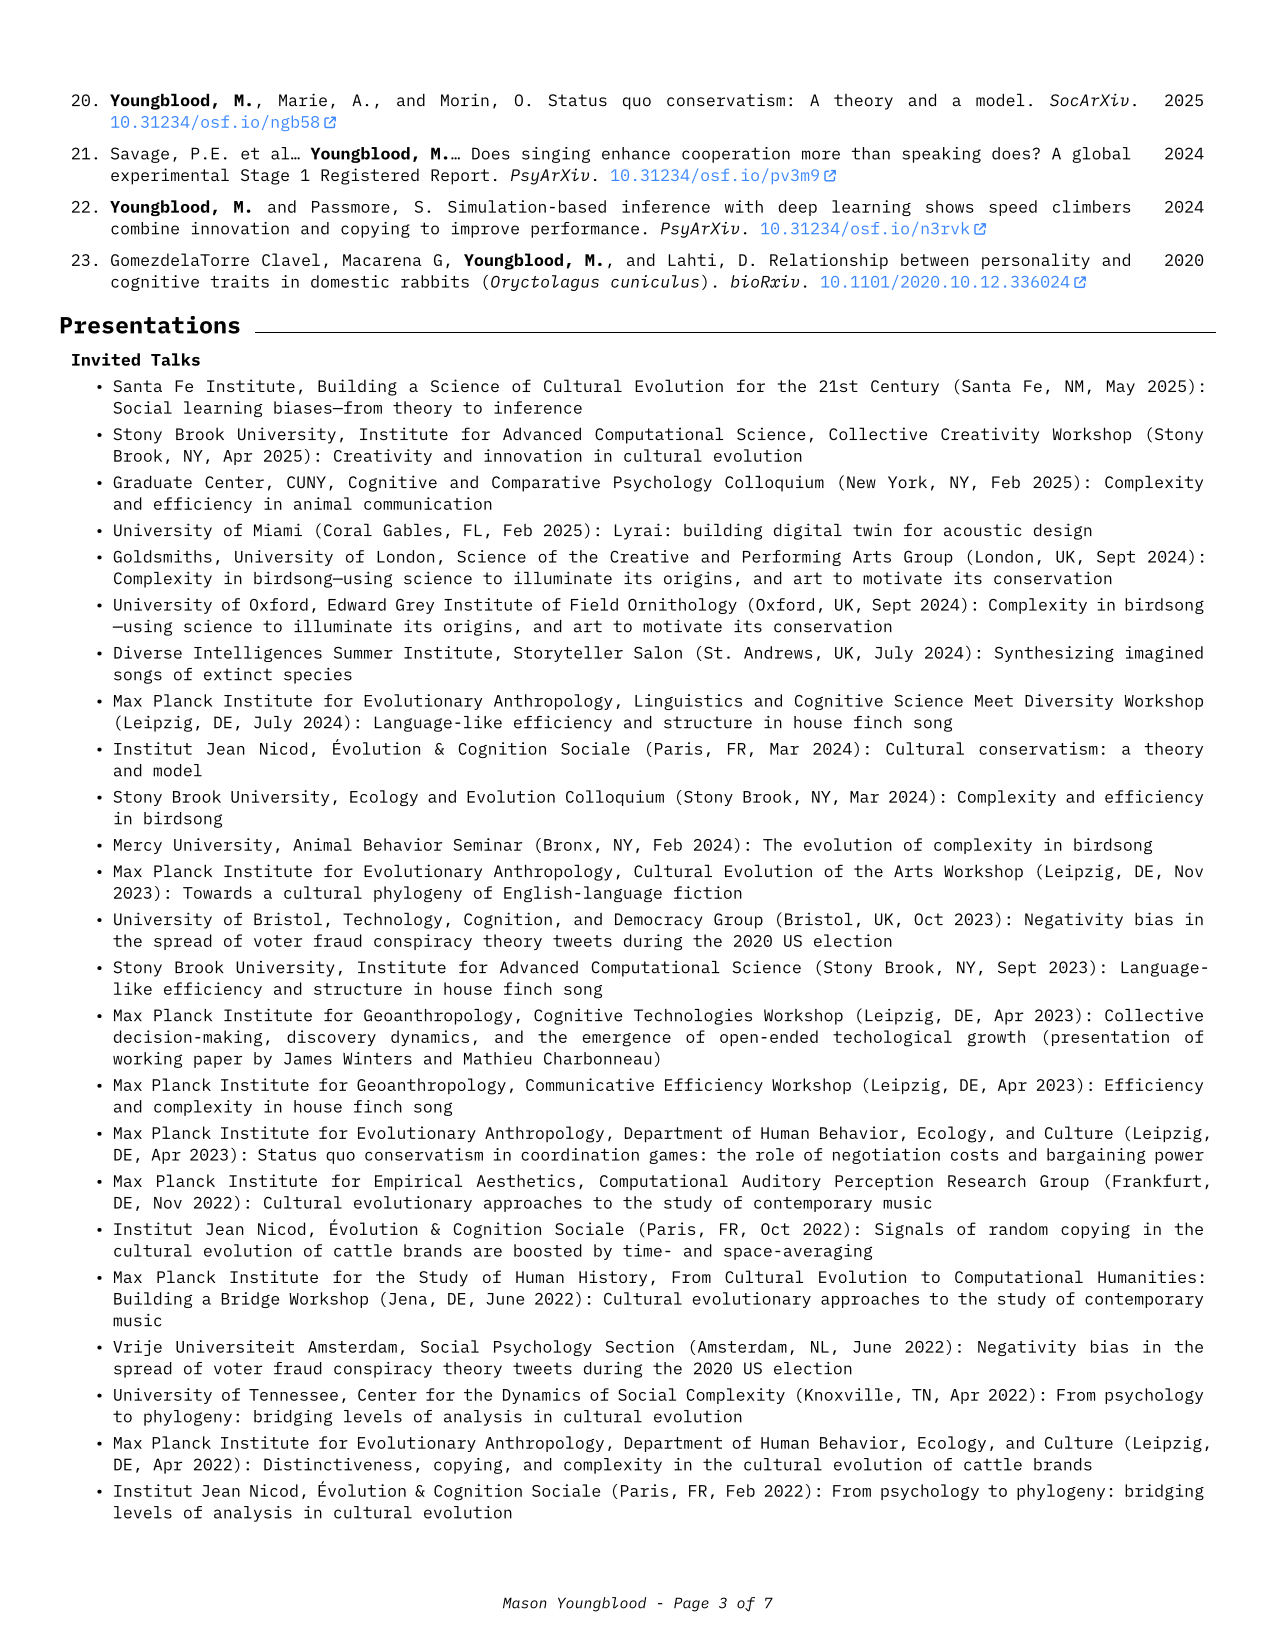 20. Youngblood, M., Marie, A., and Morin, O. Status quo conservatism: A theory and a model. SocArXiv. 2025
10.31234/osf.io/ngb58
21. Savage, P.E. et al… Youngblood, M.… Does singing enhance cooperation more than speaking does? A global 2024
experimental Stage 1 Registered Report. PsyArXiv. 10.31234/osf.io/pv3m9
22. Youngblood, M. and Passmore, S. Simulation-based inference with deep learning shows speed climbers 2024
combine innovation and copying to improve performance. PsyArXiv. 10.31234/osf.io/n3rvk
23. GomezdelaTorre Clavel, Macarena G, Youngblood, M., and Lahti, D. Relationship between personality and 2020
cognitive traits in domestic rabbits (Oryctolagus cuniculus). bioRxiv. 10.1101/2020.10.12.336024
Presentations
Invited Talks
• Santa Fe Institute, Building a Science of Cultural Evolution for the 21st Century (Santa Fe, NM, May 2025):
Social learning biases—from theory to inference
• Stony Brook University, Institute for Advanced Computational Science, Collective Creativity Workshop (Stony
Brook, NY, Apr 2025): Creativity and innovation in cultural evolution
• Graduate Center, CUNY, Cognitive and Comparative Psychology Colloquium (New York, NY, Feb 2025): Complexity
and efficiency in animal communication
• University of Miami (Coral Gables, FL, Feb 2025): Lyrai: building digital twin for acoustic design
• Goldsmiths, University of London, Science of the Creative and Performing Arts Group (London, UK, Sept 2024):
Complexity in birdsong—using science to illuminate its origins, and art to motivate its conservation
• University of Oxford, Edward Grey Institute of Field Ornithology (Oxford, UK, Sept 2024): Complexity in birdsong
—using science to illuminate its origins, and art to motivate its conservation
• Diverse Intelligences Summer Institute, Storyteller Salon (St. Andrews, UK, July 2024): Synthesizing imagined
songs of extinct species
• Max Planck Institute for Evolutionary Anthropology, Linguistics and Cognitive Science Meet Diversity Workshop
(Leipzig, DE, July 2024): Language-like efficiency and structure in house finch song
• Institut Jean Nicod, Évolution & Cognition Sociale (Paris, FR, Mar 2024): Cultural conservatism: a theory
and model
• Stony Brook University, Ecology and Evolution Colloquium (Stony Brook, NY, Mar 2024): Complexity and efficiency
in birdsong
• Mercy University, Animal Behavior Seminar (Bronx, NY, Feb 2024): The evolution of complexity in birdsong
• Max Planck Institute for Evolutionary Anthropology, Cultural Evolution of the Arts Workshop (Leipzig, DE, Nov
2023): Towards a cultural phylogeny of English-language fiction
• University of Bristol, Technology, Cognition, and Democracy Group (Bristol, UK, Oct 2023): Negativity bias in
the spread of voter fraud conspiracy theory tweets during the 2020 US election
• Stony Brook University, Institute for Advanced Computational Science (Stony Brook, NY, Sept 2023): Language-
like efficiency and structure in house finch song
• Max Planck Institute for Geoanthropology, Cognitive Technologies Workshop (Leipzig, DE, Apr 2023): Collective
decision-making, discovery dynamics, and the emergence of open-ended techological growth (presentation of
working paper by James Winters and Mathieu Charbonneau)
• Max Planck Institute for Geoanthropology, Communicative Efficiency Workshop (Leipzig, DE, Apr 2023): Efficiency
and complexity in house finch song
• Max Planck Institute for Evolutionary Anthropology, Department of Human Behavior, Ecology, and Culture (Leipzig,
DE, Apr 2023): Status quo conservatism in coordination games: the role of negotiation costs and bargaining power
• Max Planck Institute for Empirical Aesthetics, Computational Auditory Perception Research Group (Frankfurt,
DE, Nov 2022): Cultural evolutionary approaches to the study of contemporary music
• Institut Jean Nicod, Évolution & Cognition Sociale (Paris, FR, Oct 2022): Signals of random copying in the
cultural evolution of cattle brands are boosted by time- and space-averaging
• Max Planck Institute for the Study of Human History, From Cultural Evolution to Computational Humanities:
Building a Bridge Workshop (Jena, DE, June 2022): Cultural evolutionary approaches to the study of contemporary
music
• Vrije Universiteit Amsterdam, Social Psychology Section (Amsterdam, NL, June 2022): Negativity bias in the
spread of voter fraud conspiracy theory tweets during the 2020 US election
• University of Tennessee, Center for the Dynamics of Social Complexity (Knoxville, TN, Apr 2022): From psychology
to phylogeny: bridging levels of analysis in cultural evolution
• Max Planck Institute for Evolutionary Anthropology, Department of Human Behavior, Ecology, and Culture (Leipzig,
DE, Apr 2022): Distinctiveness, copying, and complexity in the cultural evolution of cattle brands
• Institut Jean Nicod, Évolution & Cognition Sociale (Paris, FR, Feb 2022): From psychology to phylogeny: bridging
levels of analysis in cultural evolution
Mason Youngblood - Page 3 of 7